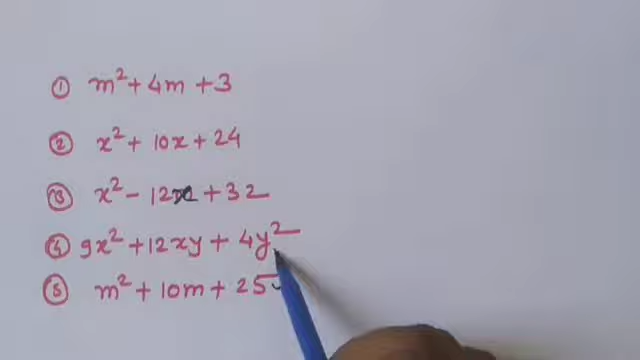 ① m² + 4m + 3
② x² + 10x + 24
③ x² - 12x + 32
④ 9x² + 12xy + 4y²
⑤ m² + 10m + 25